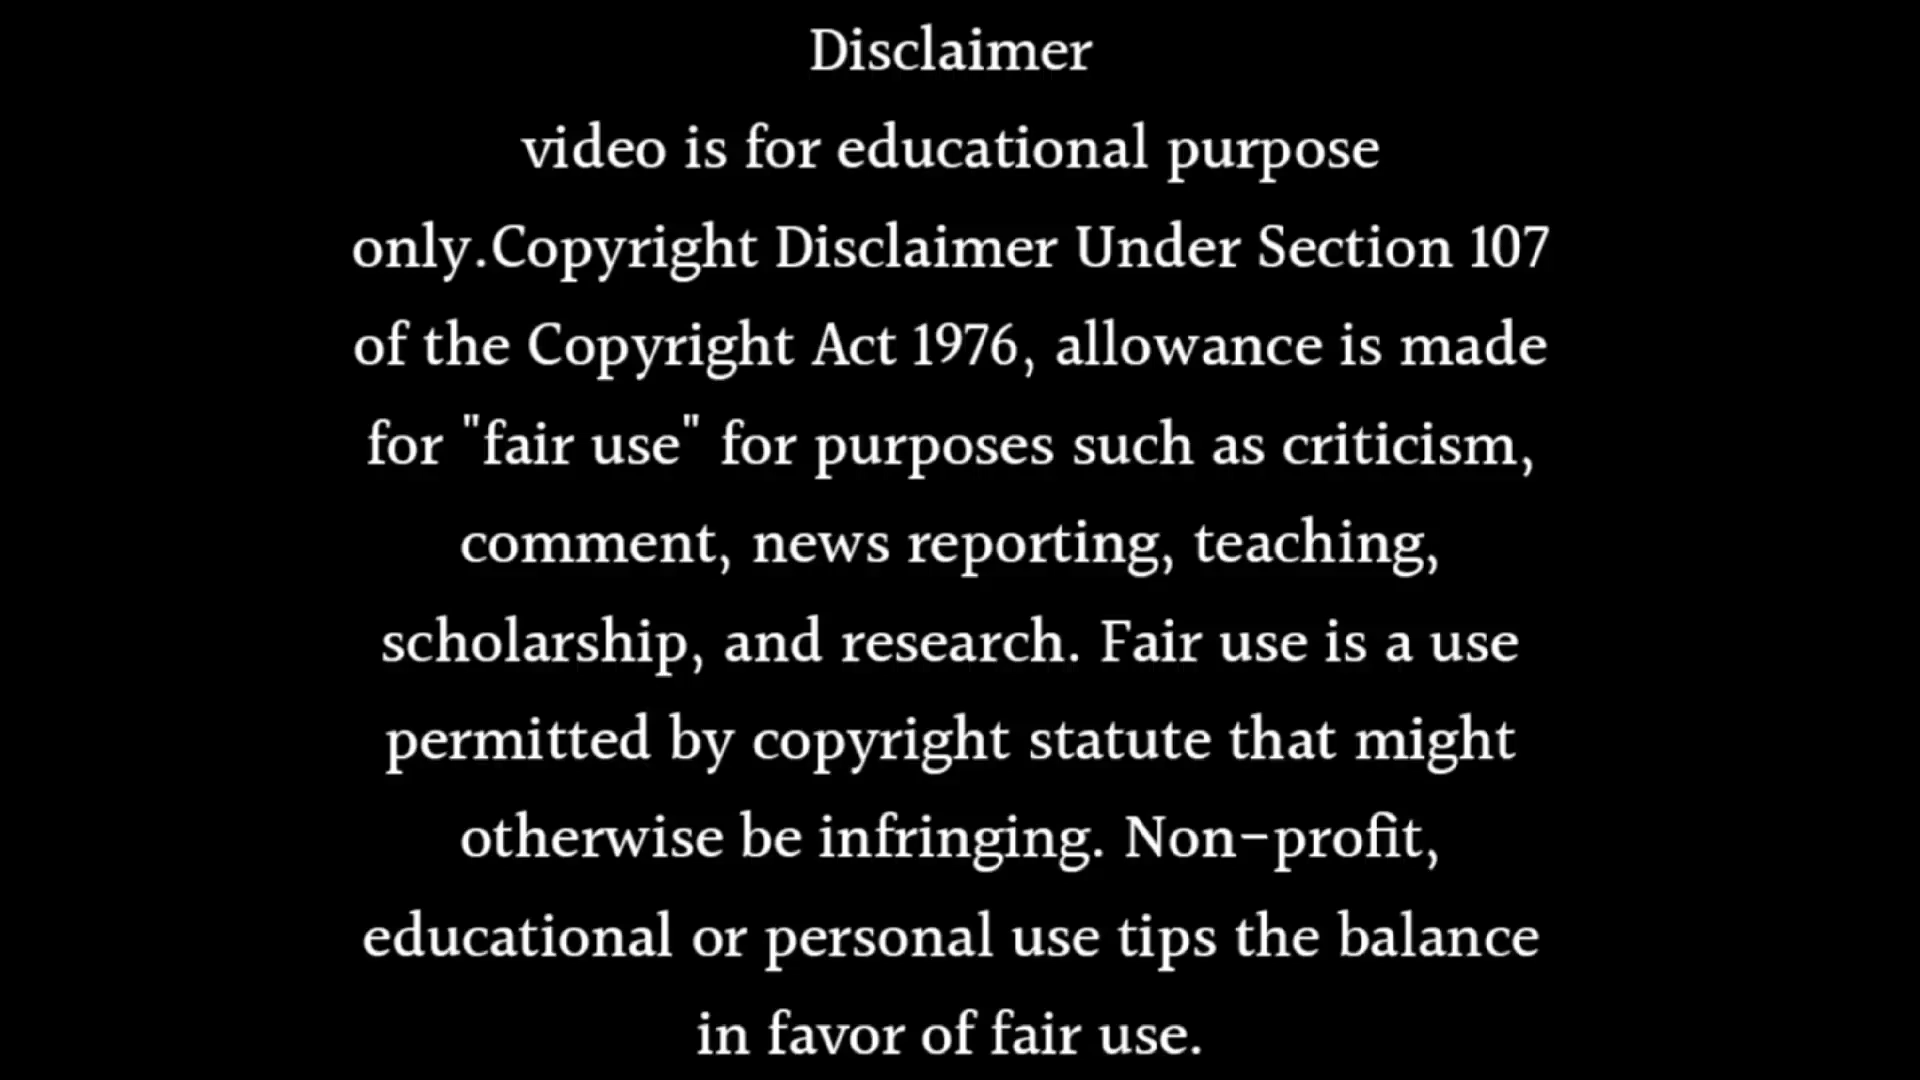 Disclaimer
video is for educational purpose
only.Copyright Disclaimer Under Section 107
of the Copyright Act 1976, allowance is made
for "fair use" for purposes such as criticism,
comment, news reporting, teaching,
scholarship, and research. Fair use is a use
permitted by copyright statute that might
otherwise be infringing. Non-profit,
educational or personal use tips the balance
in favor of fair use.